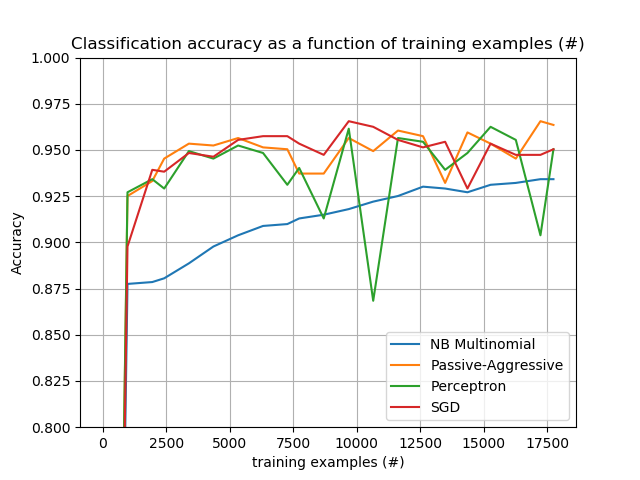 Classification accuracy as a function of training examples (#)
1.000
0.975
0.950
0.925
0.900
0.875
0.850
0.825
0.800
Accuracy
NB Multinomial
Passive-Aggressive
Perceptron
SGD
0 2500 5000 7500 10000 12500 15000 17500
training examples (#)